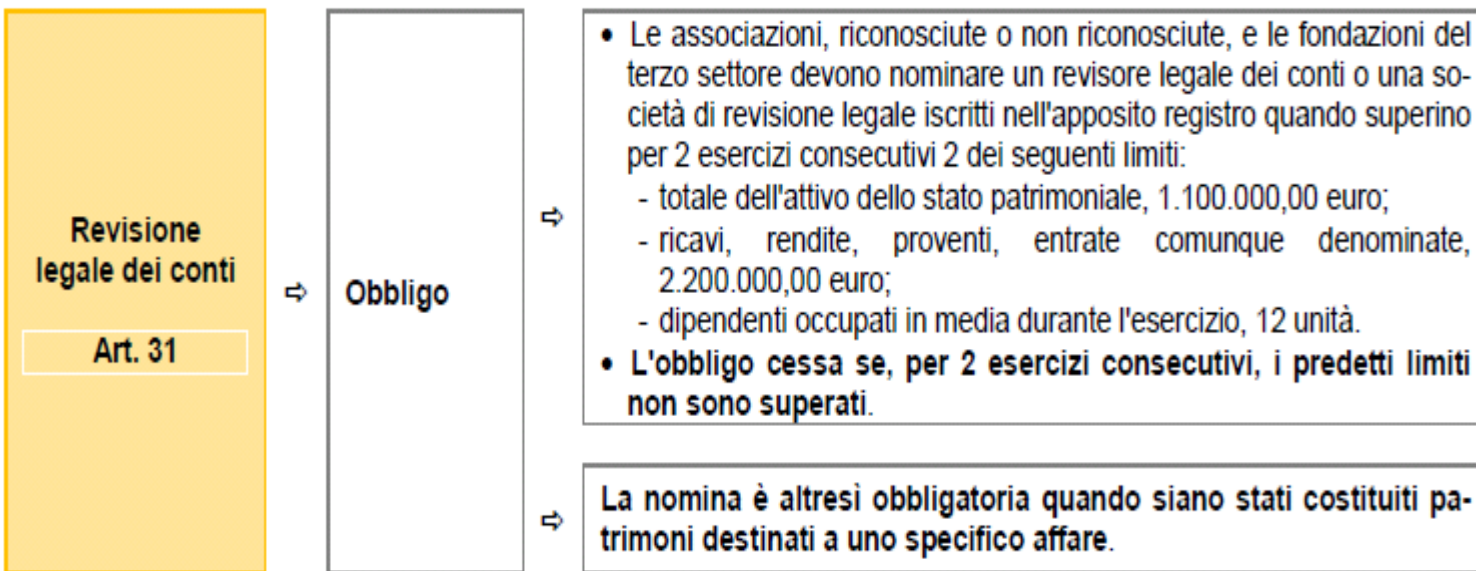 Revisione
legale dei conti
Art. 31
⇨
Obbligo
⇨
• Le associazioni, riconosciute o non riconosciute, e le fondazioni del
terzo settore devono nominare un revisore legale dei conti o una so-
cietà di revisione legale iscritti nell'apposito registro quando superino
per 2 esercizi consecutivi 2 dei seguenti limiti:
- totale dell'attivo dello stato patrimoniale, 1.100.000,00 euro;
- ricavi, rendite, proventi, entrate comunque denominate,
2.200.000,00 euro;
- dipendenti occupati in media durante l'esercizio, 12 unità.
• L'obbligo cessa se, per 2 esercizi consecutivi, i predetti limiti
non sono superati.
⇨
La nomina è altresì obbligatoria quando siano stati costituiti pa-
trimoni destinati a uno specifico affare.